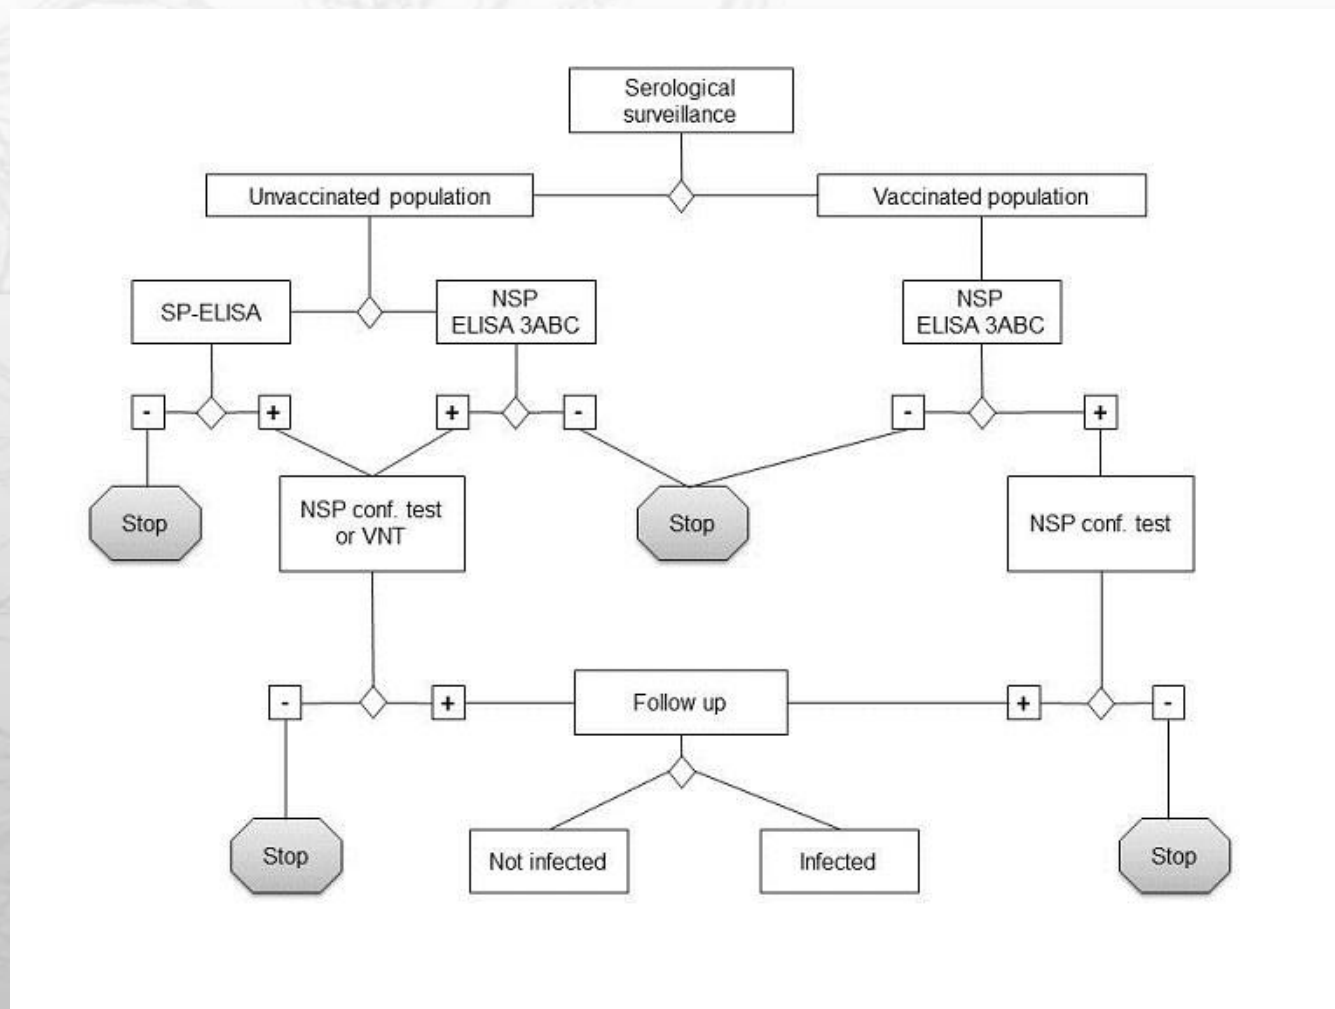 Serological
surveillance
Unvaccinated population
Vaccinated population
SP-ELISA
NSP
ELISA 3ABC
NSP
ELISA 3ABC
-
+
+
-
-
+
Stop
NSP conf. test
or VNT
Stop
NSP conf. test
-
+
Follow up
+
-
Stop
Not infected
Infected
Stop